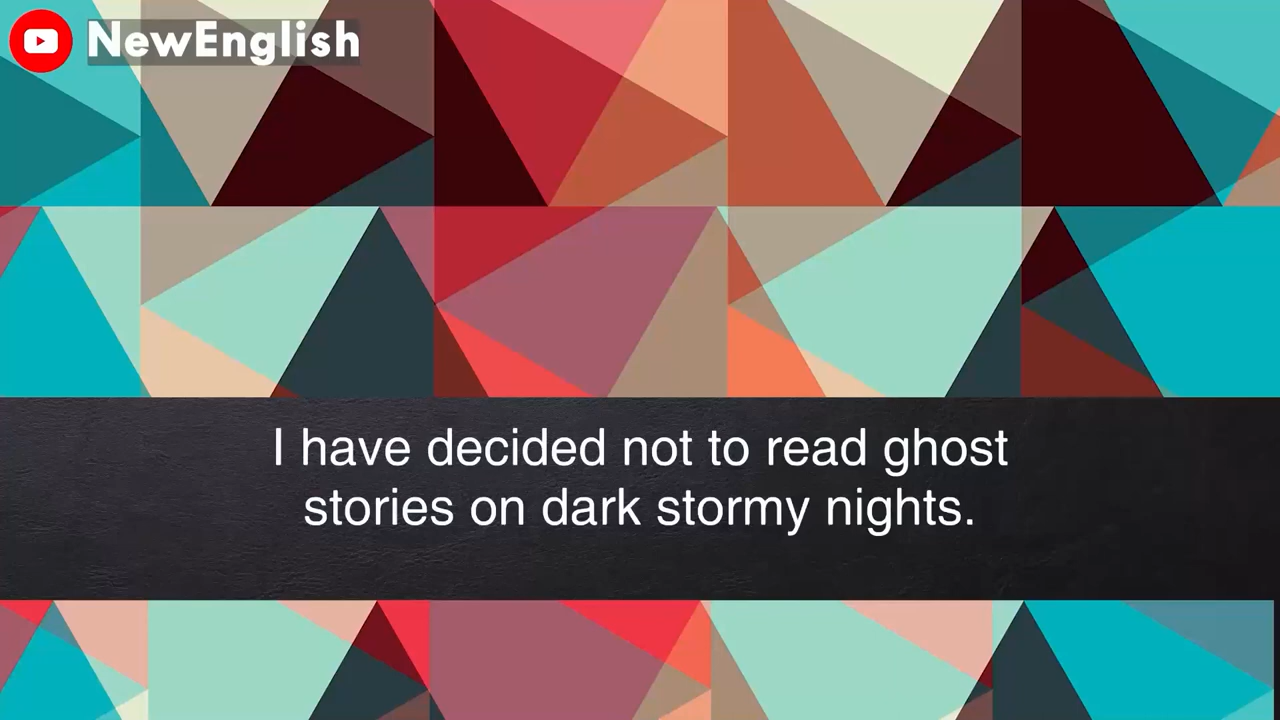 NewEnglish
I have decided not to read ghost
stories on dark stormy nights.